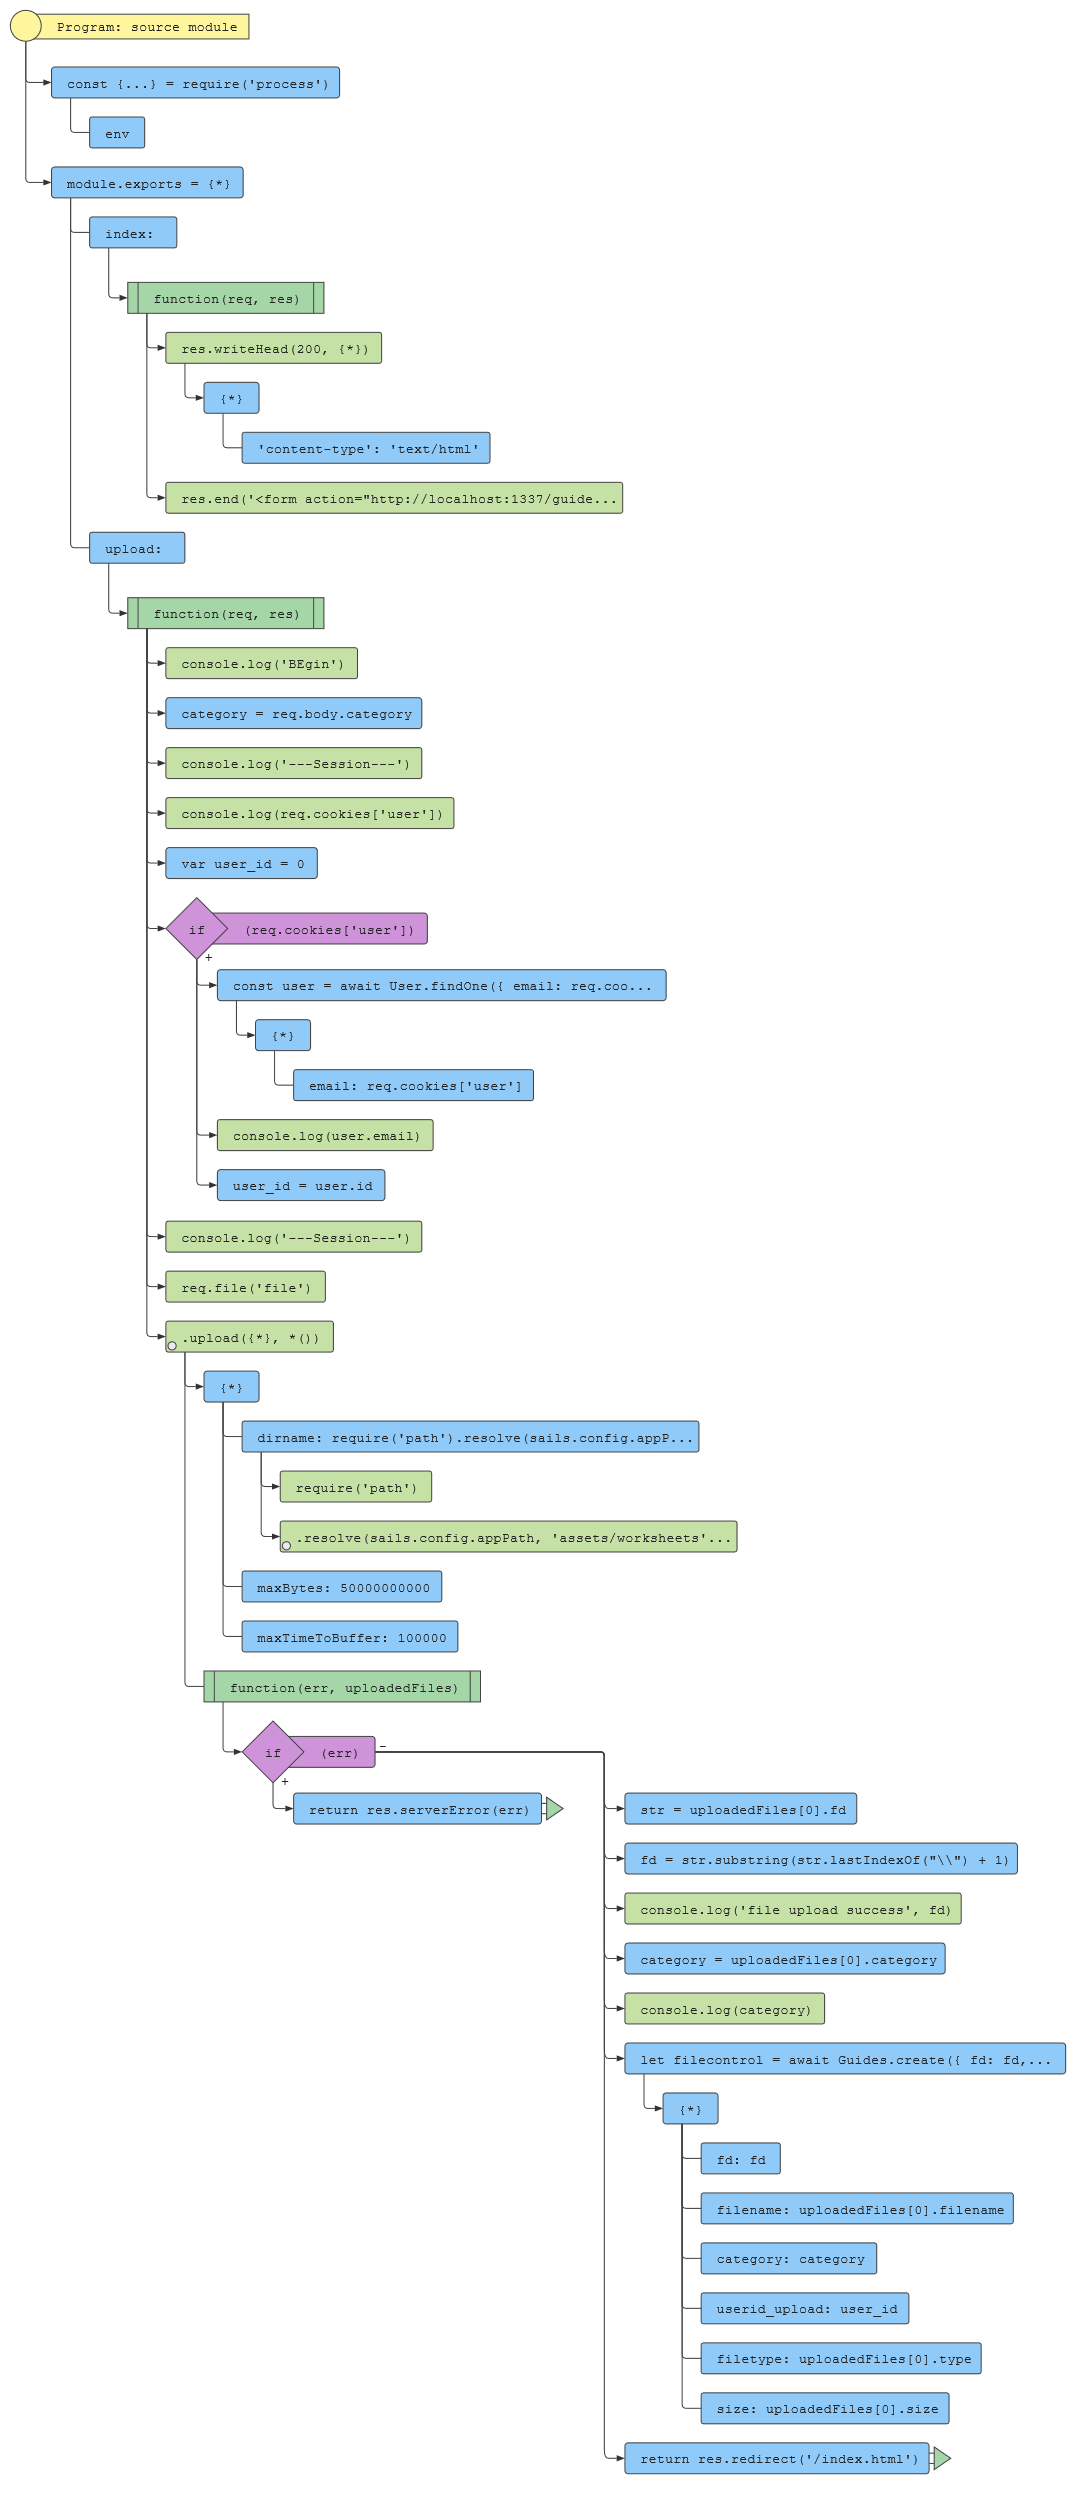 Program: source module
const {...} = require('process')
env
module.exports = {*}
index:
function(req, res)
res.writeHead(200, {*})
{*}
'content-type': 'text/html'
res.end('<form action="http://localhost:1337/guide...
upload:
function(req, res)
console.log('BEgin')
category = req.body.category
console.log('---Session---')
console.log(req.cookies['user'])
var user_id = 0
if (req.cookies['user'])
+
const user = await User.findOne({ email: req.coo...
{*}
email: req.cookies['user']
console.log(user.email)
user_id = user.id
console.log('---Session---')
req.file('file')
.upload({*}, *())
{*}
dirname: require('path').resolve(sails.config.appP...
require('path')
.resolve(sails.config.appPath, 'assets/worksheets'...
maxBytes: 50000000000
maxTimeToBuffer: 100000
function(err, uploadedFiles)
if (err) -
+
return res.serverError(err)
str = uploadedFiles[0].fd
fd = str.substring(str.lastIndexOf("\\") + 1)
console.log('file upload success', fd)
category = uploadedFiles[0].category
console.log(category)
let filecontrol = await Guides.create({ fd: fd,...
{*}
fd: fd
filename: uploadedFiles[0].filename
category: category
userid_upload: user_id
filetype: uploadedFiles[0].type
size: uploadedFiles[0].size
return res.redirect('/index.html')